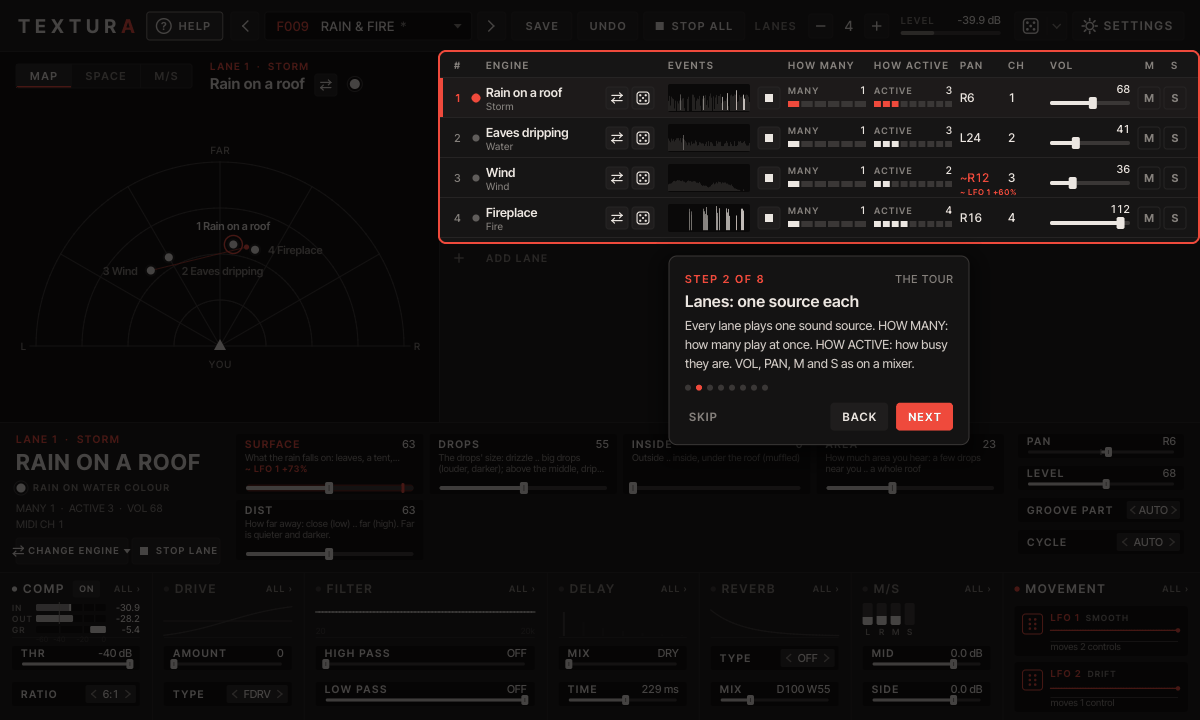 TEXTURA
? HELP
F009 RAIN & FIRE *
SAVE
UNDO
STOP ALL
LANES
4
LEVEL -39.9 dB
SETTINGS
MAP
SPACE
M/S
LANE 1 · STORM
Rain on a roof
FAR
1 Rain on a roof
4 Fireplace
3 Wind
2 Eaves dripping
L
R
YOU
# ENGINE EVENTS HOW MANY HOW ACTIVE PAN CH VOL M S
1 Rain on a roof MANY 1 ACTIVE 3 R6 1 68 M S
Storm
2 Eaves dripping MANY 1 ACTIVE 3 L24 2 41 M S
Water
3 Wind MANY 1 ACTIVE 2 ~R12 3 36 M S
Wind ~ LFO 1 +60%
4 Fireplace MANY 1 ACTIVE 4 R16 4 112 M S
Fire
+ ADD LANE
STEP 2 OF 8
THE TOUR
Lanes: one source each
Every lane plays one sound source. HOW MANY:
how many play at once. HOW ACTIVE: how busy
they are. VOL, PAN, M and S as on a mixer.
SKIP
BACK
NEXT
LANE 1 · STORM
RAIN ON A ROOF
RAIN ON WATER COLOUR
MANY 1 · ACTIVE 3 · VOL 68
MIDI CH 1
CHANGE ENGINE
STOP LANE
SURFACE 63
What the rain falls on: leaves, a tent,...
~ LFO 1 +73%
DROPS 55
The drops' size: drizzle .. big drops
(louder, darker); above the middle, drip...
INSIDE
Outside .. inside, under the roof (muffled)
AREA 23
How much area you hear: a few drops
near you .. a whole roof
DIST 63
How far away: close (low) .. far (high). Far
is quieter and darker.
PAN R6
LEVEL 68
GROOVE PART < AUTO >
CYCLE < AUTO >
COMP ON ALL ›
IN -30.9
OUT -28.2
GR -5.4
THR -40 dB
RATIO < 6:1 >
DRIVE ALL ›
AMOUNT 0
TYPE < FDRV >
FILTER ALL ›
HIGH PASS OFF
LOW PASS OFF
DELAY ALL ›
MIX DRY
TIME 229 ms
REVERB ALL ›
TYPE < OFF >
MIX D100 W55
M/S ALL ›
L R M S
MID 0.0 dB
SIDE 0.0 dB
MOVEMENT ALL ›
LFO 1 SMOOTH
moves 2 controls
LFO 2 DRIFT
moves 1 control